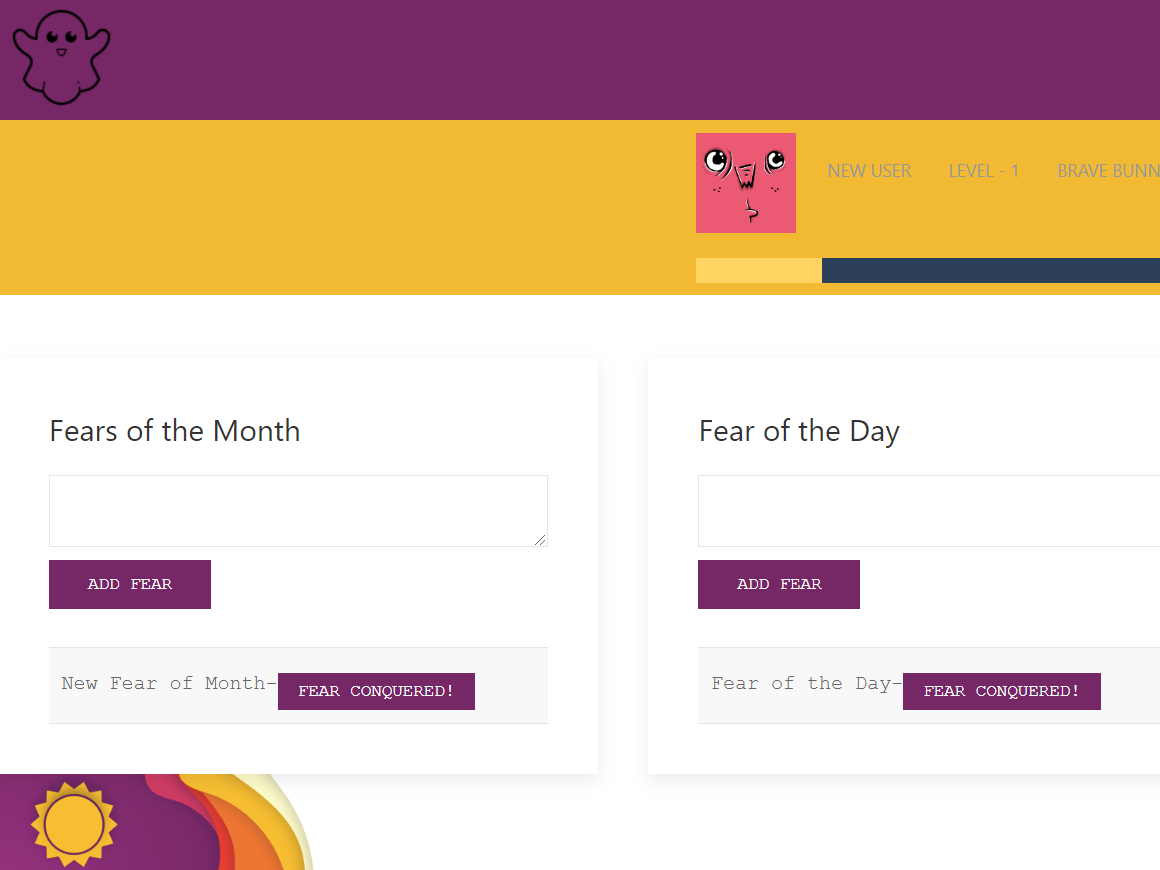 NEW USER LEVEL - 1 BRAVE BUNN
Fears of the Month
ADD FEAR
New Fear of Month-FEAR CONQUERED!
Fear of the Day
ADD FEAR
Fear of the Day-FEAR CONQUERED!